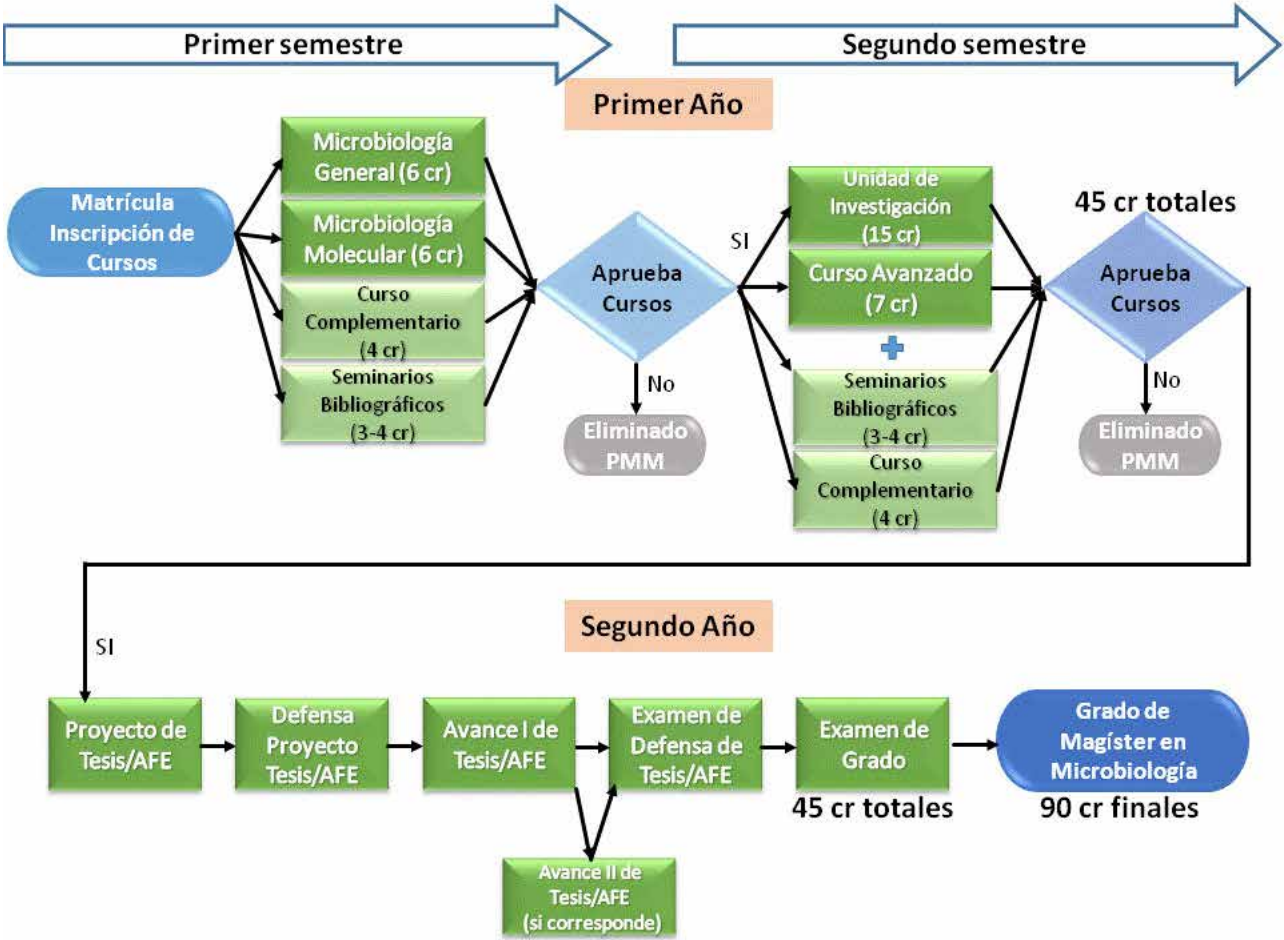 Primer semestre
Segundo semestre
Primer Año
Matrícula
Inscripción de
Cursos
Microbiología
General (6 cr)
Microbiología
Molecular (6 cr)
Curso
Complementario
(4 cr)
Seminarios
Bibliográficos
(3-4 cr)
Aprueba
Cursos
No
Eliminado
PMM
SI
Unidad de
Investigación
(15 cr)
Curso Avanzado
(7 cr)
Seminarios
Bibliográficos
(3-4 cr)
Curso
Complementario
(4 cr)
45 cr totales
Aprueba
Cursos
No
Eliminado
PMM
Segundo Año
SI
Proyecto de
Tesis/AFE
Defensa
Proyecto
Tesis/AFE
Avance I de
Tesis/AFE
Avance II de
Tesis/AFE
(si corresponde)
Examen de
Defensa de
Tesis/AFE
Examen de
Grado
45 cr totales
Grado de
Magíster en
Microbiología
90 cr finales